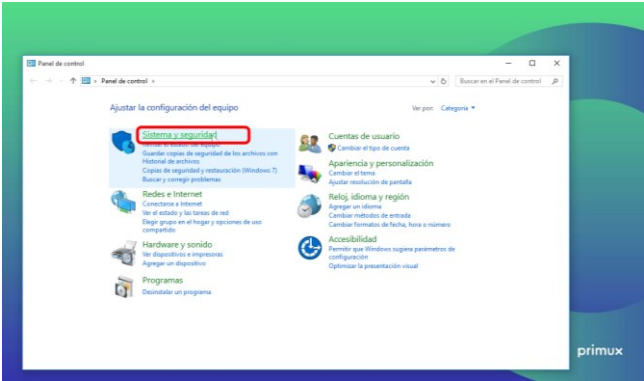 Panel de control
Panel de control
Buscar en el Panel de control
Ajustar la configuración del equipo
Ver por: Categoría
Sistema y seguridad
Revisar el estado del equipo
Guardar copias de seguridad de los archivos con
Historial de archivos
Copias de seguridad y restauración (Windows 7)
Buscar y corregir problemas
Redes e Internet
Conectarse a Internet
Ver el estado y las tareas de red
Elegir grupo en el hogar y opciones de uso
compartido
Hardware y sonido
Ver dispositivos e impresoras
Agregar un dispositivo
Programas
Desinstalar un programa
Cuentas de usuario
Cambiar el tipo de cuenta
Apariencia y personalización
Cambiar el tema
Ajustar resolución de pantalla
Reloj, idioma y región
Agregar un idioma
Cambiar métodos de entrada
Cambiar formatos de fecha, hora o número
Accesibilidad
Permitir que Windows sugiera parámetros de
configuración
Optimizar la presentación visual
primux